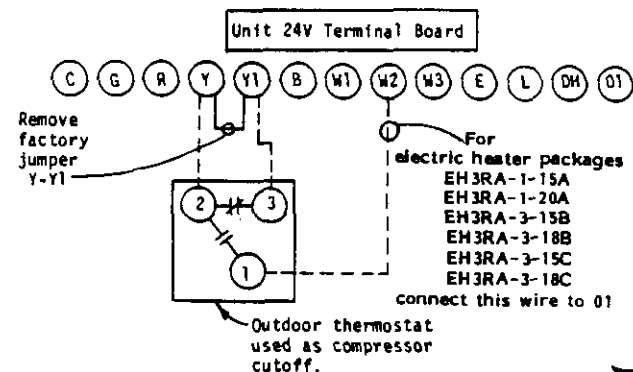 Unit 24V Terminal Board
C G R Y Y1 B W1 W2 W3 E L DH O1
Remove
factory
jumper
Y-Y1
For
electric heater packages
EH3RA-1-15A
EH3RA-1-20A
EH3RA-3-15B
EH3RA-3-18B
EH3RA-3-15C
EH3RA-3-18C
connect this wire to 01
2 3
1
Outdoor thermostat
used as compressor
cutoff.